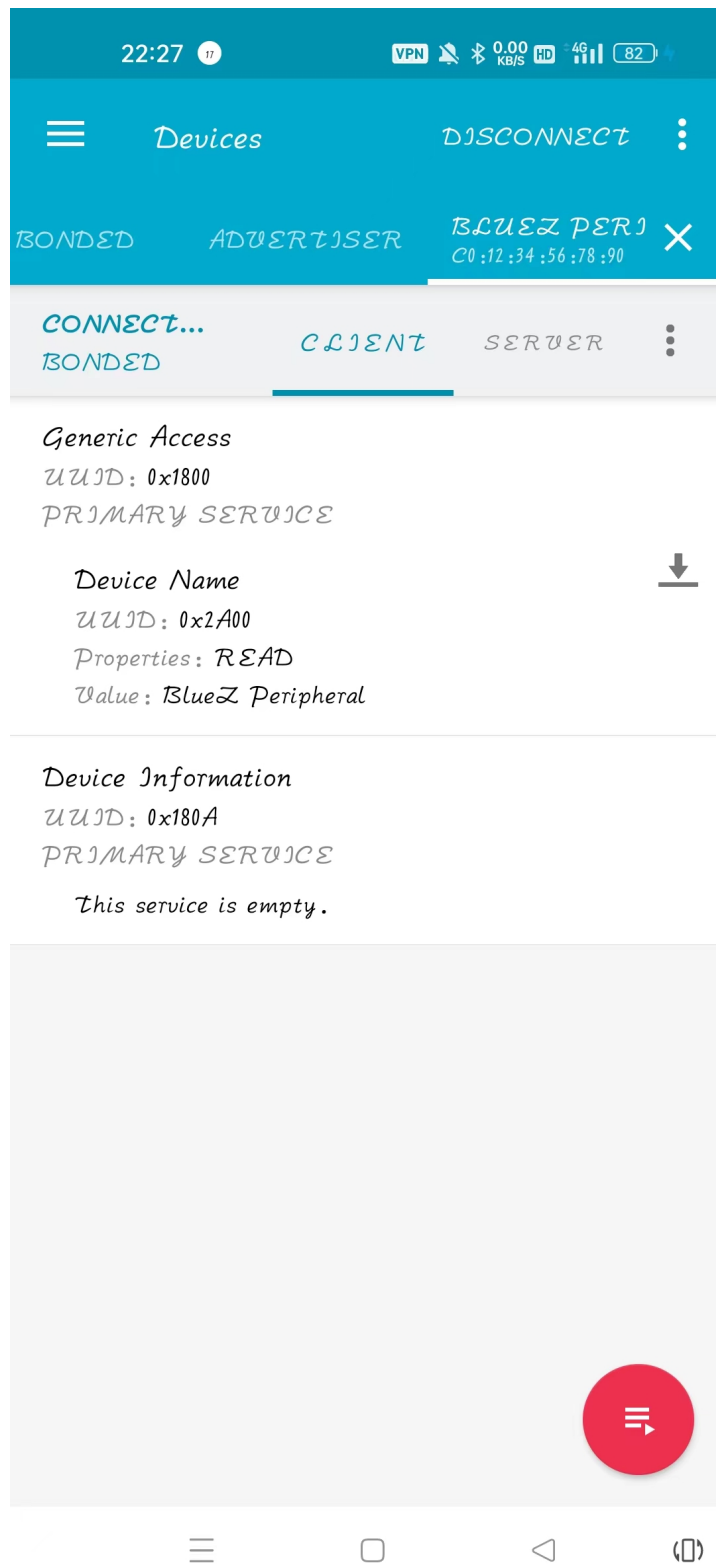 22:27 17 VPN 0.00 KB/S HD 4G 82
Devices DISCONNECT
BONDED ADVERTISER BLUEZ PERI
C0:12:34:56:78:90
CONNECT... CLIENT SERVER
BONDED
Generic Access
UUID: 0x1800
PRIMARY SERVICE
Device Name
UUID: 0x2A00
Properties: READ
Value: BlueZ Peripheral
Device Information
UUID: 0x180A
PRIMARY SERVICE
This service is empty.